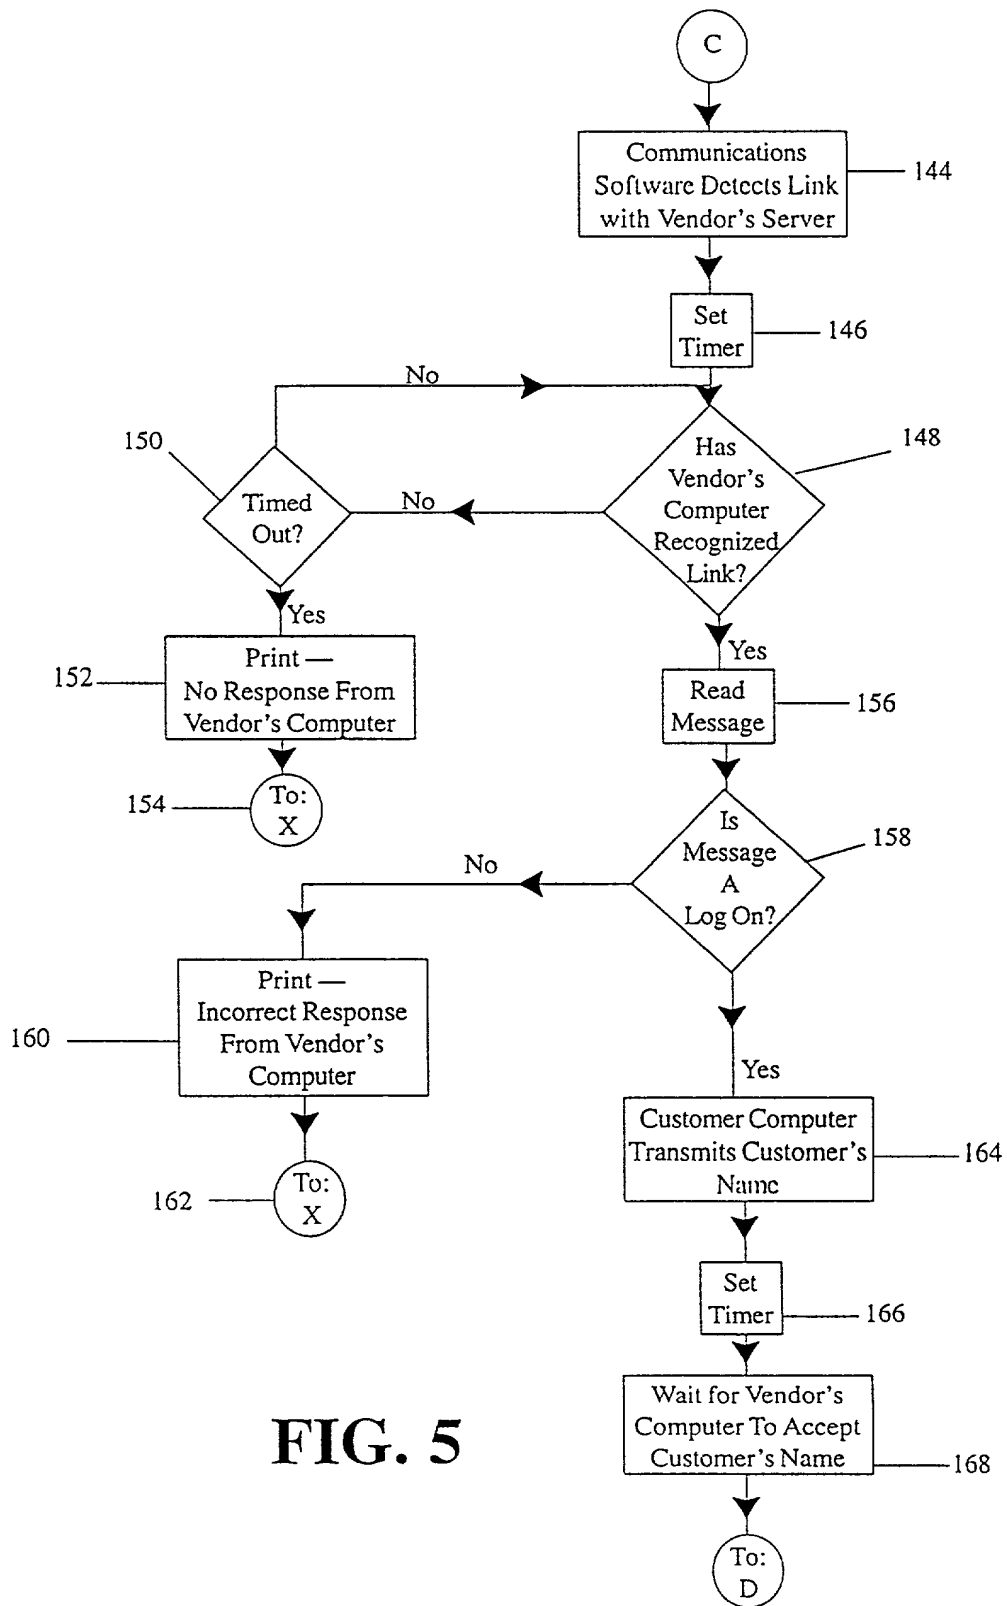 C
Communications
Software Detects Link
with Vendor's Server
144
Set
Timer
146
No
150
Timed
Out?
No
Has
Vendor's
Computer
Recognized
Link?
148
Yes
Yes
152
Print —
No Response From
Vendor's Computer
Read
Message
156
154
To:
X
Is
Message
A
Log On?
158
No
160
Print —
Incorrect Response
From Vendor's
Computer
Yes
162
To:
X
Customer Computer
Transmits Customer's
Name
164
Set
Timer
166
Wait for Vendor's
Computer To Accept
Customer's Name
168
FIG. 5
To:
D